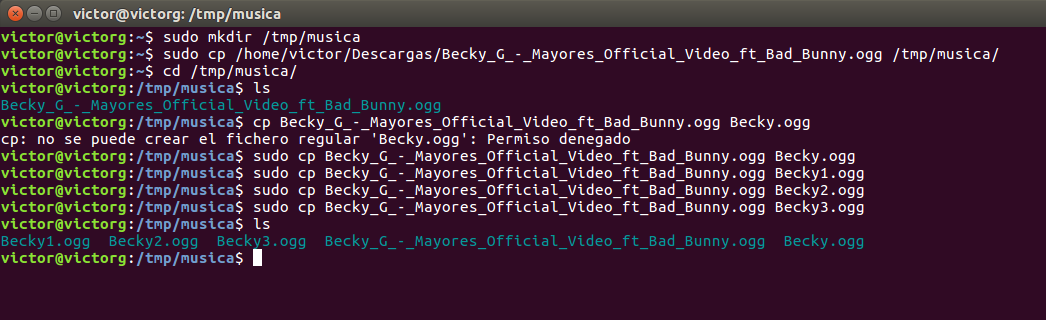 victor@victorg: /tmp/musica
victor@victorg:~$ sudo mkdir /tmp/musica
victor@victorg:~$ sudo cp /home/victor/Descargas/Becky_G_-_Mayores_Official_Video_ft_Bad_Bunny.ogg /tmp/musica/
victor@victorg:~$ cd /tmp/musica/
victor@victorg:/tmp/musica$ ls
Becky_G_-_Mayores_Official_Video_ft_Bad_Bunny.ogg
victor@victorg:/tmp/musica$ cp Becky_G_-_Mayores_Official_Video_ft_Bad_Bunny.ogg Becky.ogg
cp: no se puede crear el fichero regular 'Becky.ogg': Permiso denegado
victor@victorg:/tmp/musica$ sudo cp Becky_G_-_Mayores_Official_Video_ft_Bad_Bunny.ogg Becky.ogg
victor@victorg:/tmp/musica$ sudo cp Becky_G_-_Mayores_Official_Video_ft_Bad_Bunny.ogg Becky1.ogg
victor@victorg:/tmp/musica$ sudo cp Becky_G_-_Mayores_Official_Video_ft_Bad_Bunny.ogg Becky2.ogg
victor@victorg:/tmp/musica$ sudo cp Becky_G_-_Mayores_Official_Video_ft_Bad_Bunny.ogg Becky3.ogg
victor@victorg:/tmp/musica$ ls
Becky1.ogg  Becky2.ogg  Becky3.ogg  Becky_G_-_Mayores_Official_Video_ft_Bad_Bunny.ogg  Becky.ogg
victor@victorg:/tmp/musica$